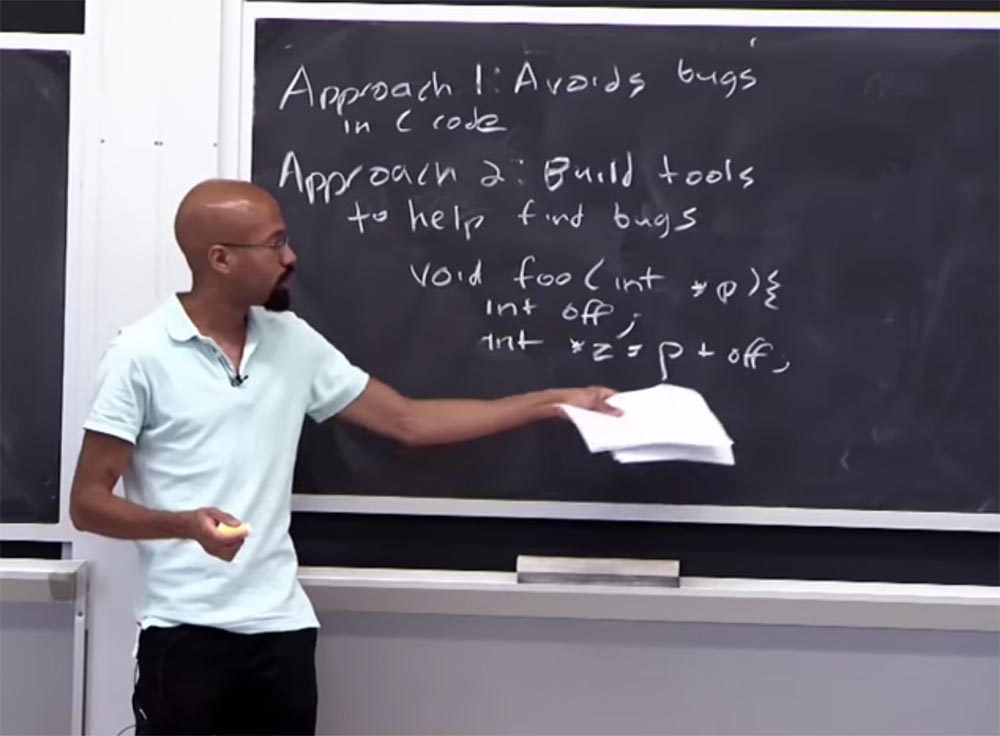 Approach 1: Avoids bugs
in C code
Approach 2: Build tools
to help find bugs
void foo(int *p){
int off;
int *z = p + off;